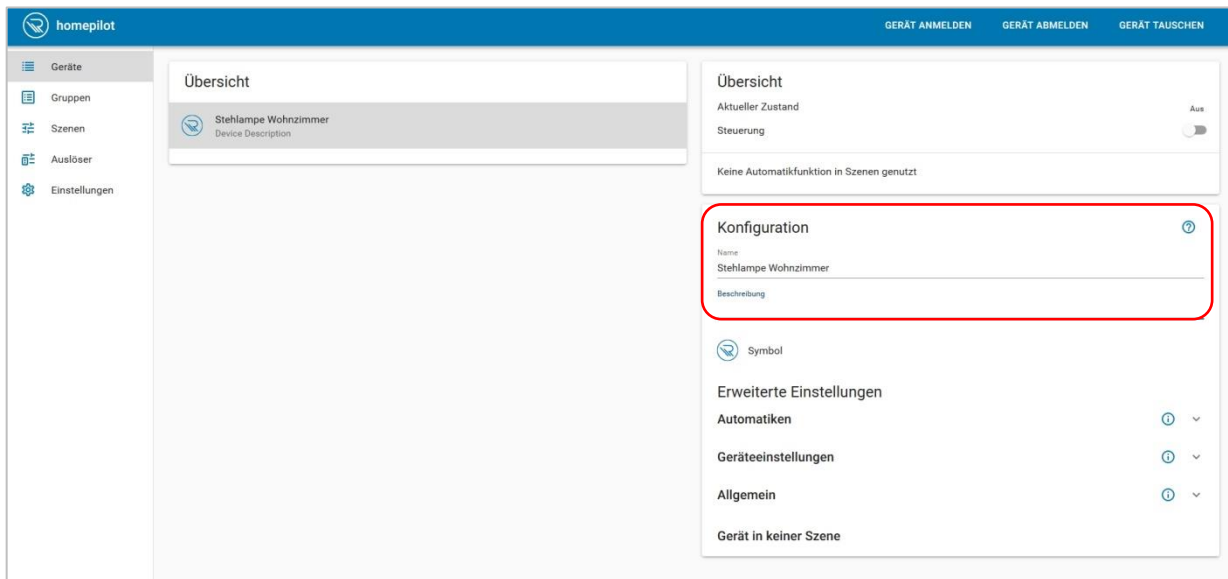 homepilot
GERÄT ANMELDEN GERÄT ABMELDEN GERÄT TAUSCHEN
Geräte
Gruppen
Szenen
Auslöser
Einstellungen
Übersicht
Stehlampe Wohnzimmer
Device Description
Übersicht
Aktueller Zustand Aus
Steuerung
Keine Automatikfunktion in Szenen genutzt
Konfiguration
Name
Stehlampe Wohnzimmer
Beschreibung
Symbol
Erweiterte Einstellungen
Automatiken
Geräteeinstellungen
Allgemein
Gerät in keiner Szene